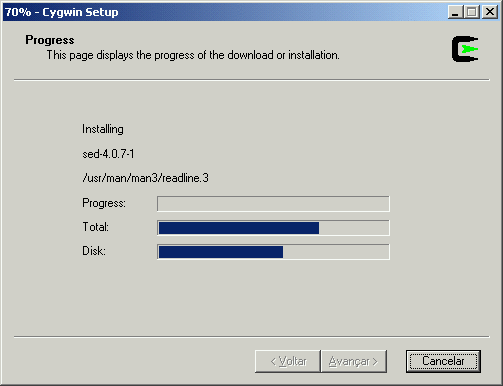 70% - Cygwin Setup
Progress
This page displays the progress of the download or installation.
Installing
sed-4.0.7-1
/usr/man/man3/readline.3
Progress:
Total:
Disk:
< Voltar Avançar > Cancelar